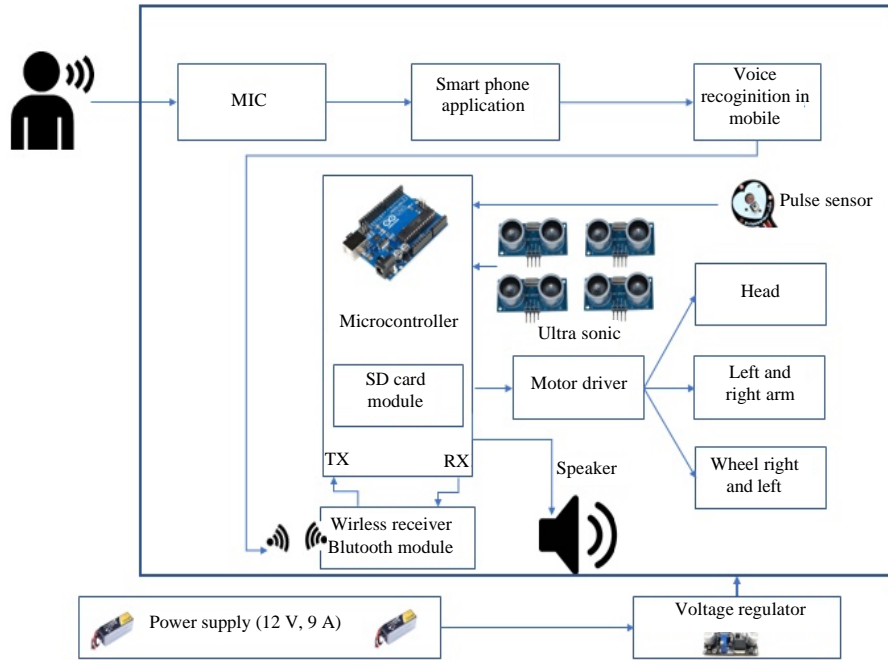 MIC
Smart phone
application
Voice
recoginition in
mobile
Pulse sensor
Microcontroller
Ultra sonic
Head
SD card
module
Motor driver
Left and
right arm
TX
RX
Speaker
Wheel right
and left
Wirless receiver
Blutooth module
Power supply (12 V, 9 A)
Voltage regulator